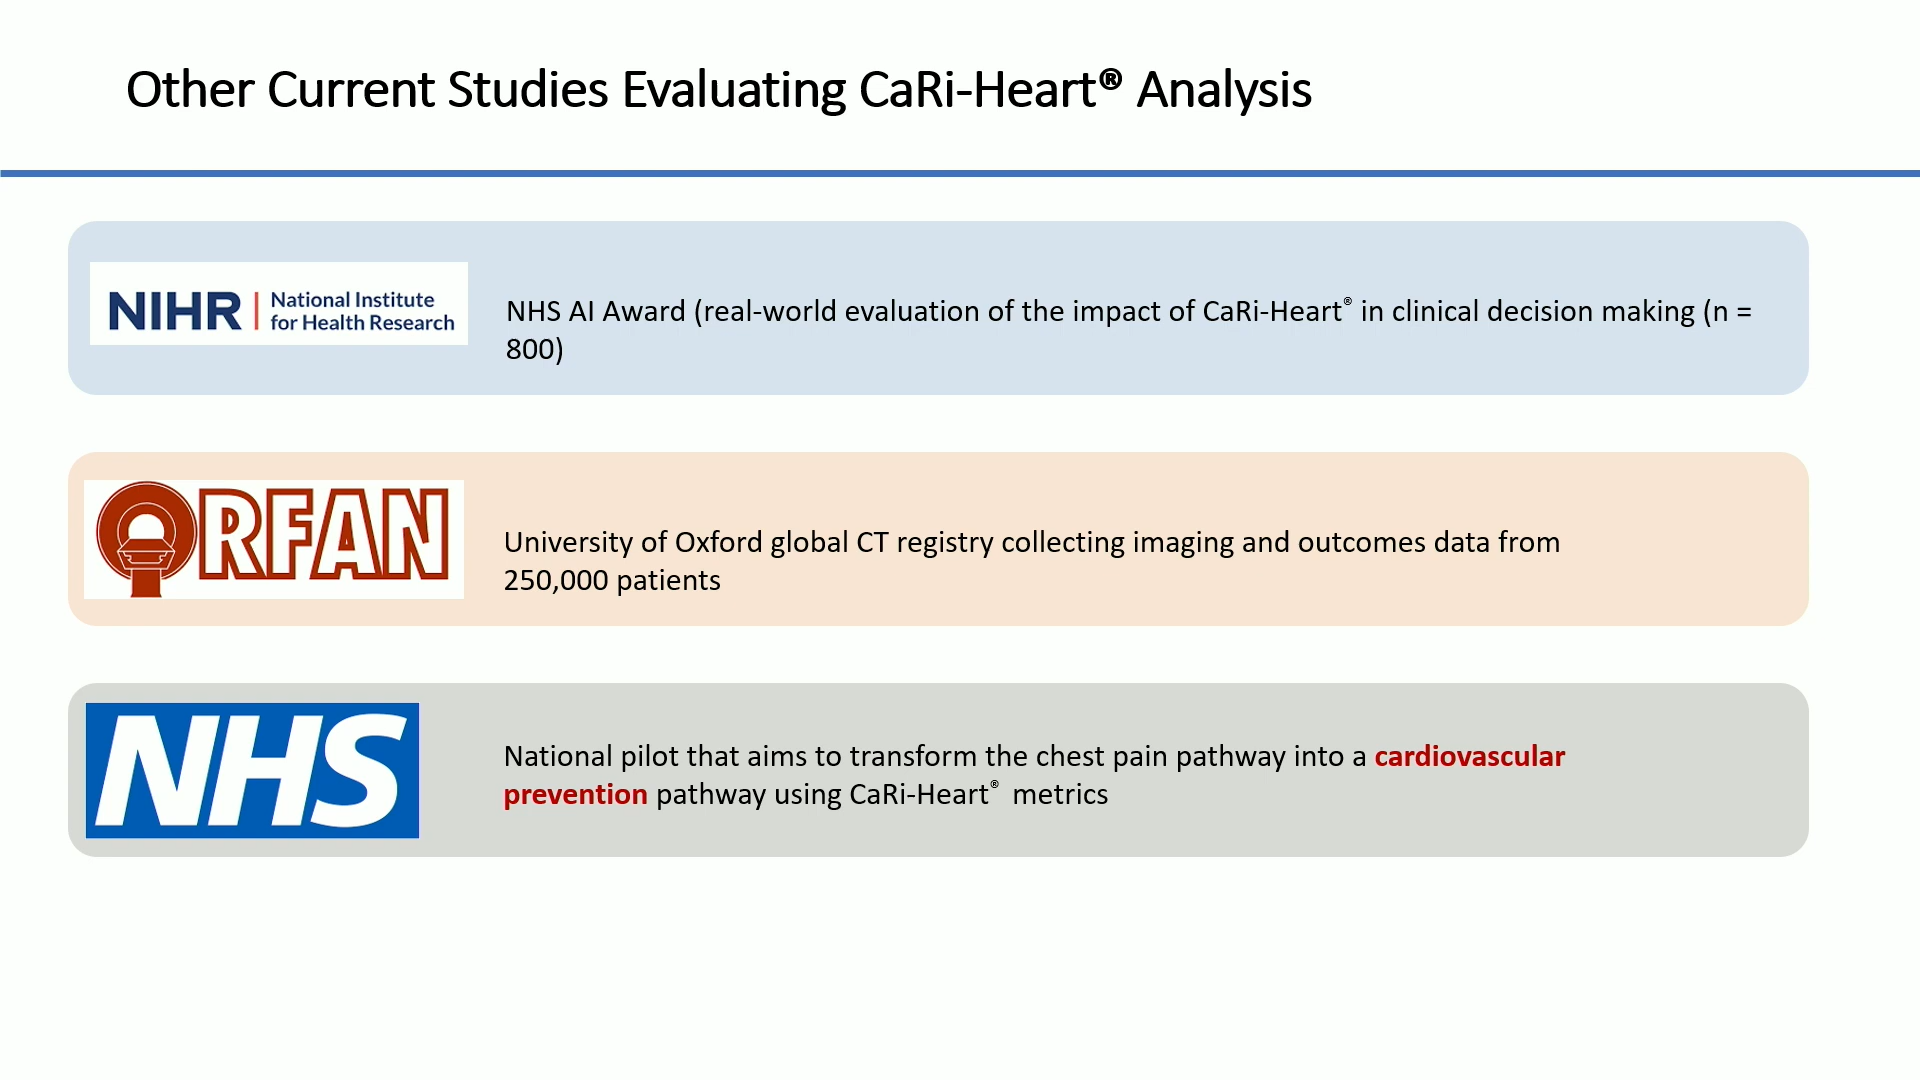 Other Current Studies Evaluating CaRi-Heart® Analysis
NIHR | National Institute
for Health Research
NHS AI Award (real-world evaluation of the impact of CaRi-Heart® in clinical decision making (n =
800)
ORFAN
University of Oxford global CT registry collecting imaging and outcomes data from
250,000 patients
NHS
National pilot that aims to transform the chest pain pathway into a cardiovascular
prevention pathway using CaRi-Heart® metrics